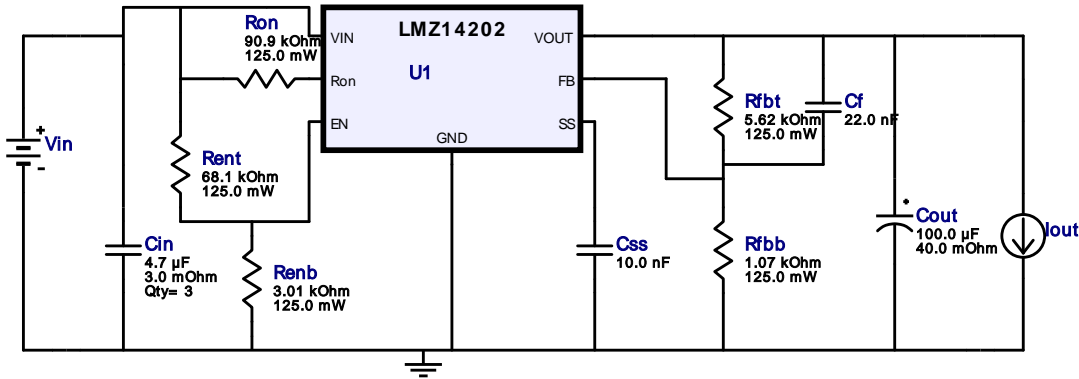 Ron
90.9 kOhm
125.0 mW
LMZ14202
U1
VIN
Ron
EN
GND
VOUT
FB
SS
+
Vin
-
Rent
68.1 kOhm
125.0 mW
Cin
4.7 µF
3.0 mOhm
Qty= 3
Renb
3.01 kOhm
125.0 mW
Css
10.0 nF
Rfbt
5.62 kOhm
125.0 mW
Cf
22.0 nF
Rfbb
1.07 kOhm
125.0 mW
Cout
100.0 µF
40.0 mOhm
Iout